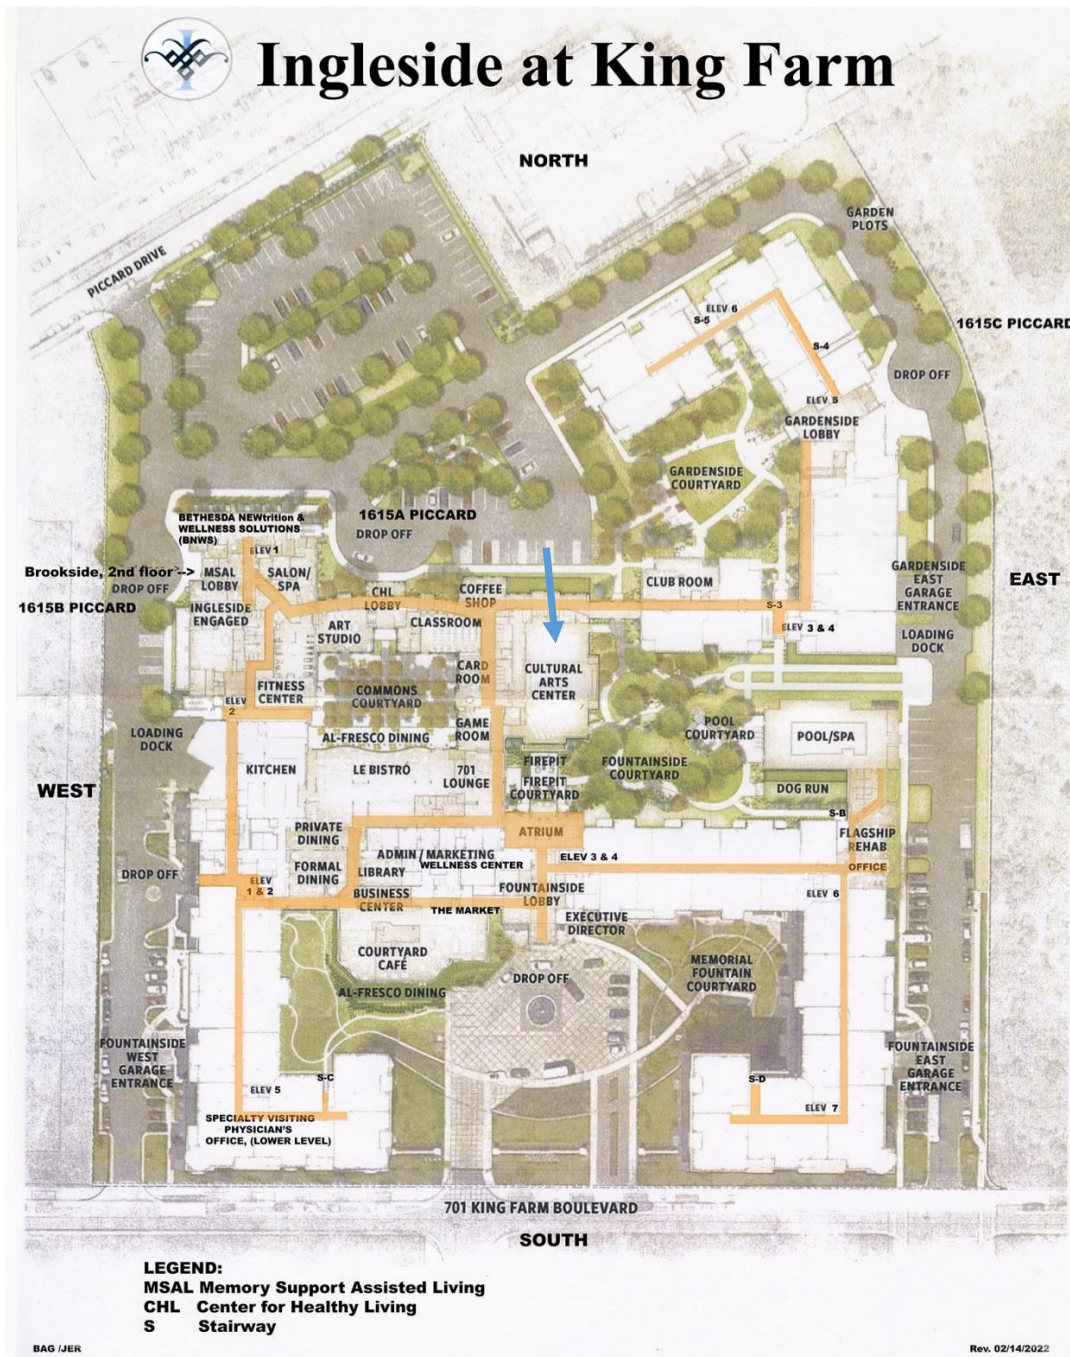 Ingleside at King Farm
NORTH
GARDEN
PLOTS
PICCARD DRIVE
ELEV 6
S-5
1615C PICCARD
S-4
DROP OFF
ELEV 5
GARDENSIDE
LOBBY
GARDENSIDE
COURTYARD
1615A PICCARD
DROP OFF
BETHESDA NEWtrition &
WELLNESS SOLUTIONS
(BNWS)
ELEV 1
Brookside, 2nd floor -->
DROP OFF
MSAL
LOBBY
SALON/
SPA
1615B PICCARD
INGLESIDE
ENGAGED
CHL
LOBBY
COFFEE
SHOP
CLUB ROOM
GARDENSIDE
EAST
GARAGE
ENTRANCE
EAST
S-3
ELEV 3 & 4
LOADING
DOCK
ART
STUDIO
CLASSROOM
CARD
ROOM
CULTURAL
ARTS
CENTER
FITNESS
CENTER
COMMONS
COURTYARD
ELEV
2
GAME
ROOM
POOL
COURTYARD
POOL/SPA
LOADING
DOCK
AL-FRESCO DINING
KITCHEN
LE BISTRO
701
LOUNGE
FIREPIT
FIREPIT
COURTYARD
FOUNTAINSIDE
COURTYARD
WEST
DOG RUN
S-B
FLAGSHIP
REHAB
OFFICE
PRIVATE
DINING
ATRIUM
ADMIN / MARKETING
WELLNESS CENTER
ELEV 3 & 4
FORMAL
DINING
LIBRARY
DROP OFF
ELEV
1 & 2
BUSINESS
CENTER
THE MARKET
FOUNTAINSIDE
LOBBY
ELEV 6
EXECUTIVE
DIRECTOR
COURTYARD
CAFÉ
DROP OFF
MEMORIAL
FOUNTAIN
COURTYARD
AL-FRESCO DINING
FOUNTAINSIDE
WEST
GARAGE
ENTRANCE
FOUNTAINSIDE
EAST
GARAGE
ENTRANCE
S-C
ELEV 5
S-D
ELEV 7
SPECIALTY VISITING
PHYSICIAN'S
OFFICE, (LOWER LEVEL)
701 KING FARM BOULEVARD
SOUTH
LEGEND:
MSAL Memory Support Assisted Living
CHL Center for Healthy Living
S Stairway
BAG /JER
Rev. 02/14/2022